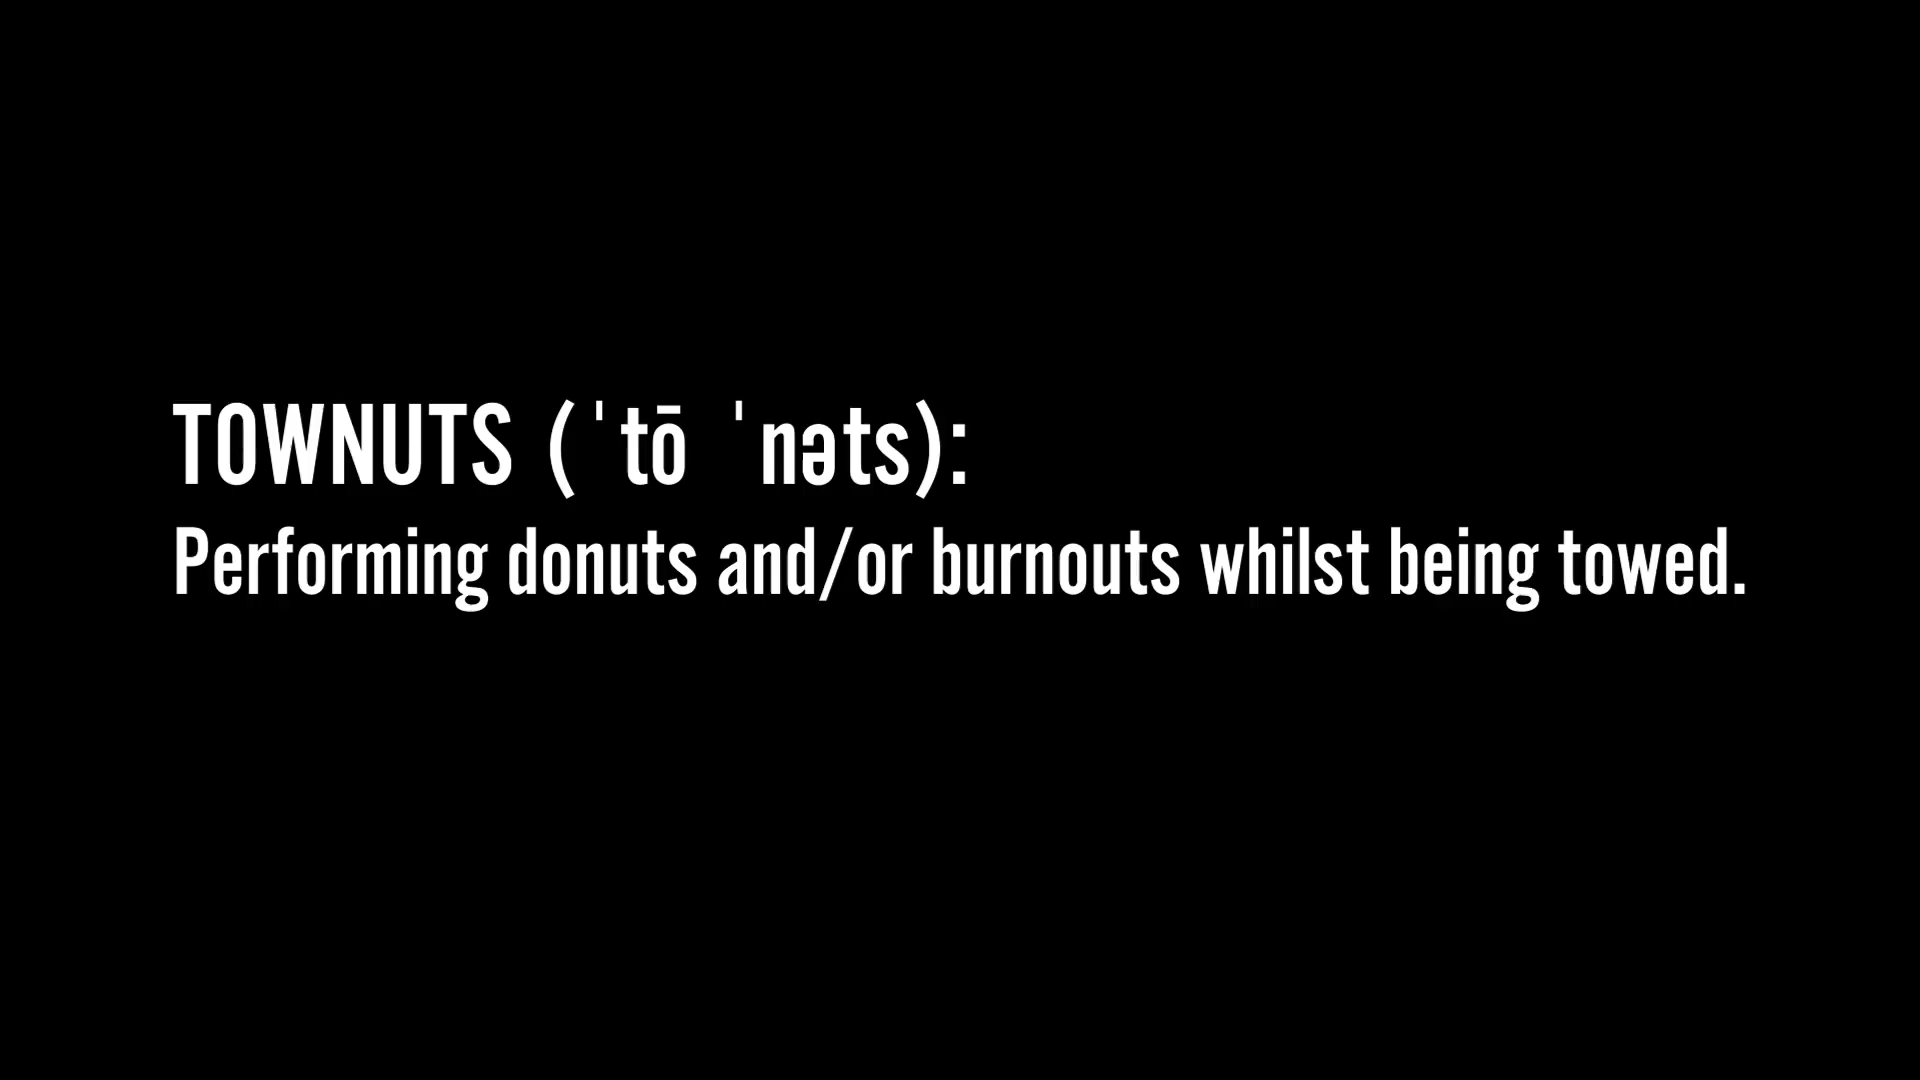 TOWNUTS (ˈtō ˈnəts):
Performing donuts and/or burnouts whilst being towed.